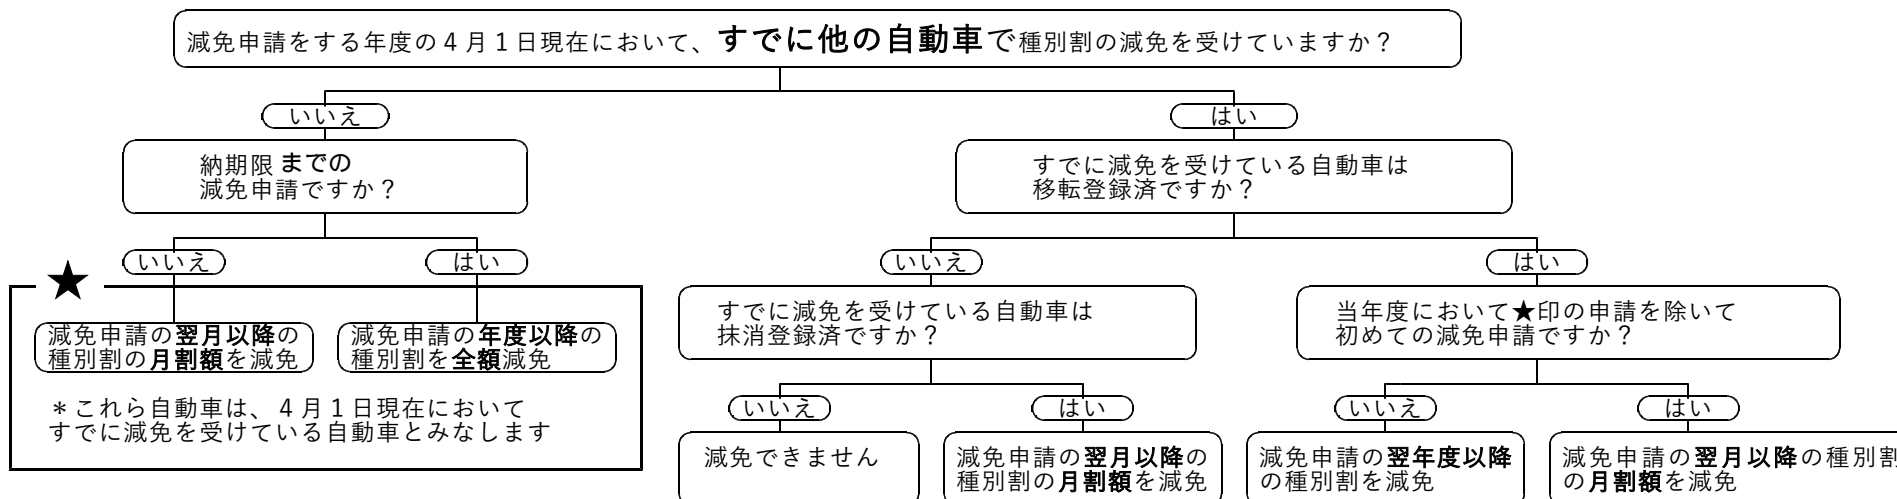 減免申請をする年度の４月１日現在において、すでに他の自動車で種別割の減免を受けていますか？
いいえ
はい
納期限までの
減免申請ですか？
すでに減免を受けている自動車は
移転登録済ですか？
いいえ
はい
いいえ
はい
★
減免申請の翌月以降の
種別割の月割額を減免
減免申請の年度以降の
種別割を全額減免
＊これら自動車は、４月１日現在において
すでに減免を受けている自動車とみなします
すでに減免を受けている自動車は
抹消登録済ですか？
当年度において★印の申請を除いて
初めての減免申請ですか？
いいえ
はい
いいえ
はい
減免できません
減免申請の翌月以降の
種別割の月割額を減免
減免申請の翌年度以降
の種別割を減免
減免申請の翌月以降の種別割
の月割額を減免